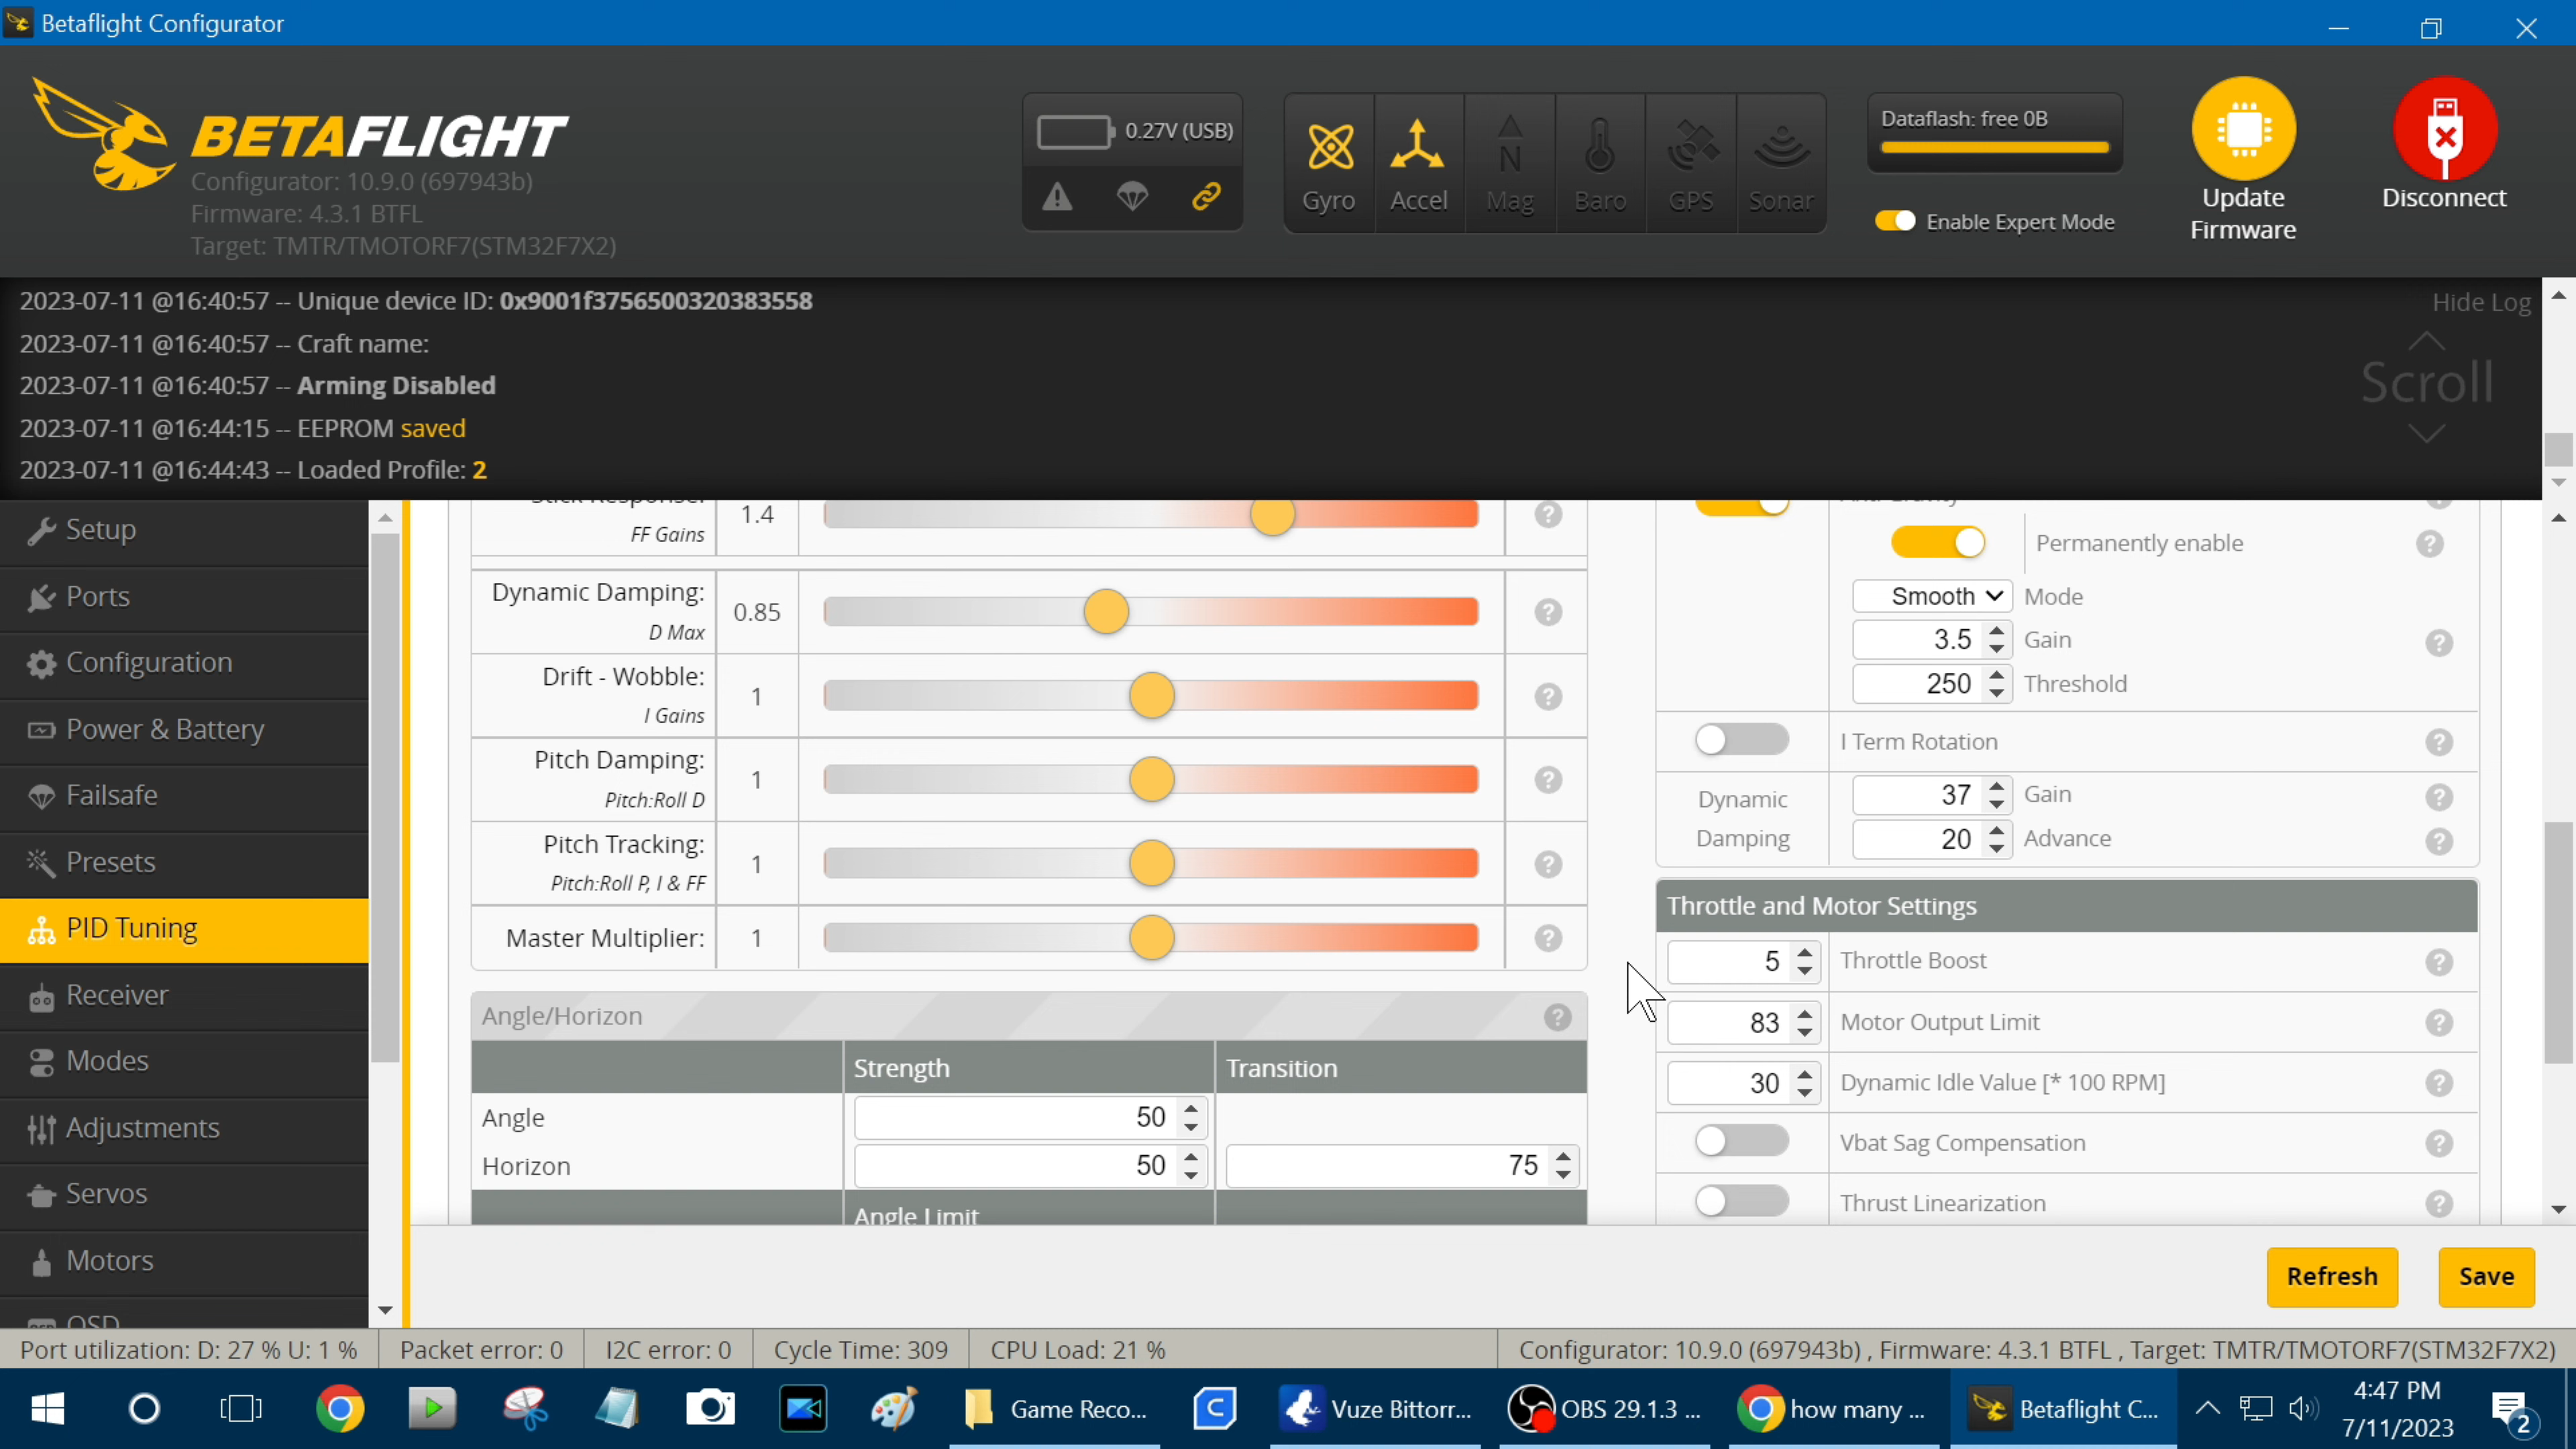 Betaflight Configurator
BETAFLIGHT
Configurator: 10.9.0 (697943b)
Firmware: 4.3.1 BTFL
Target: TMTR/TMOTORF7(STM32F7X2)
0.27V (USB)
Gyro
Accel
Mag
Baro
GPS
Sonar
Dataflash: free 0B
Enable Expert Mode
Update
Firmware
Disconnect
2023-07-11 @16:40:57 -- Unique device ID: 0x9001f3756500320383558
2023-07-11 @16:40:57 -- Craft name:
2023-07-11 @16:40:57 -- Arming Disabled
2023-07-11 @16:44:15 -- EEPROM saved
2023-07-11 @16:44:43 -- Loaded Profile: 2
Hide Log
Scroll
Setup
Ports
Configuration
Power & Battery
Failsafe
Presets
PID Tuning
Receiver
Modes
Adjustments
Servos
Motors
OSD
Stick Response:
FF Gains
1.4
Dynamic Damping:
D Max
0.85
Drift - Wobble:
I Gains
1
Pitch Damping:
Pitch:Roll D
1
Pitch Tracking:
Pitch:Roll P, I & FF
1
Master Multiplier:
1
Angle/Horizon
Strength
Transition
Angle
50
Horizon
50
75
Angle Limit
Permanently enable
Smooth
Mode
3.5
Gain
250
Threshold
I Term Rotation
Dynamic
Damping
37
Gain
20
Advance
Throttle and Motor Settings
5
Throttle Boost
83
Motor Output Limit
30
Dynamic Idle Value [* 100 RPM]
Vbat Sag Compensation
Thrust Linearization
Refresh
Save
Port utilization: D: 27 % U: 1 %
Packet error: 0
I2C error: 0
Cycle Time: 309
CPU Load: 21 %
Configurator: 10.9.0 (697943b) , Firmware: 4.3.1 BTFL , Target: TMTR/TMOTORF7(STM32F7X2)
Game Reco...
Vuze Bittorr...
OBS 29.1.3 ...
how many ...
Betaflight C...
4:47 PM
7/11/2023
2